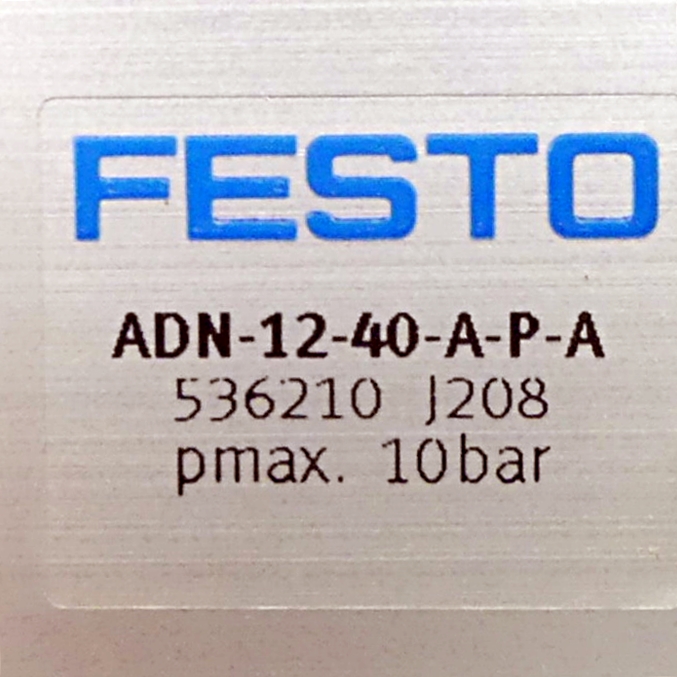 FESTO
ADN-12-40-A-P-A
536210 J208
pmax. 10bar